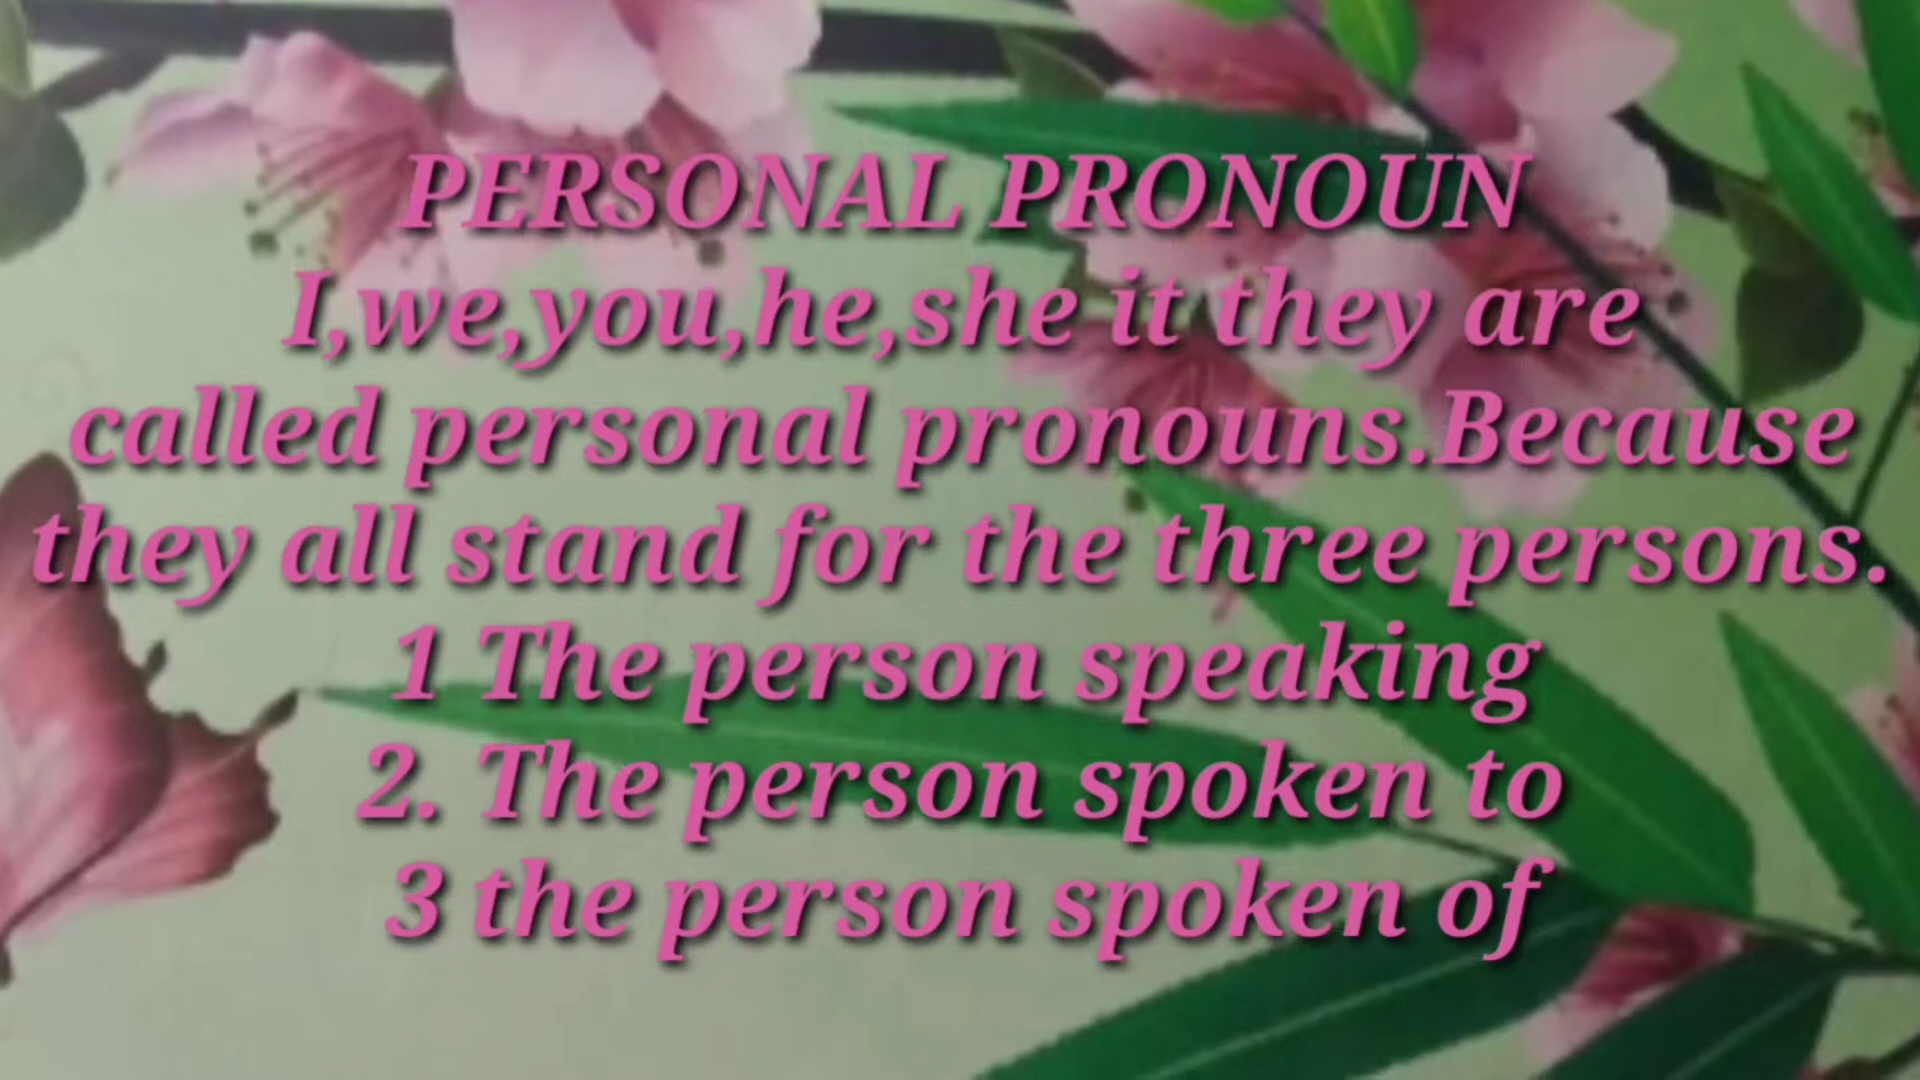 PERSONAL PRONOUN
I,we,you,he,she it they are
called personal pronouns.Because
they all stand for the three persons.
1 The person speaking
2. The person spoken to
3 the person spoken of